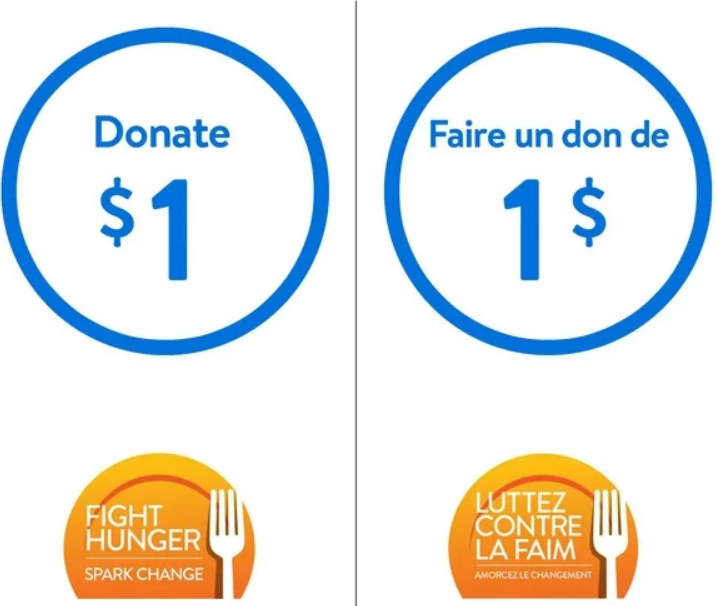 Donate
$1
FIGHT
HUNGER
SPARK CHANGE
Faire un don de
1$
LUTTEZ
CONTRE
LA FAIM
AMORCEZ LE CHANGEMENT